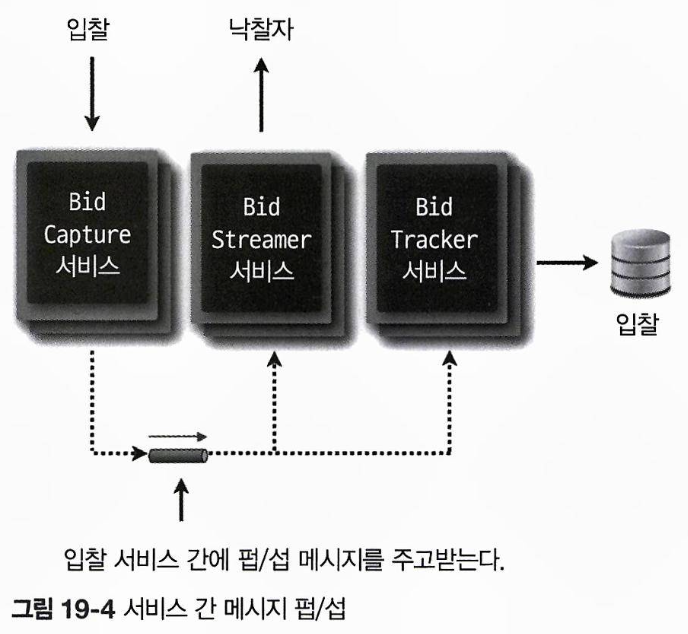 입찰
낙찰자
Bid
Capture
서비스
Bid
Streamer
서비스
Bid
Tracker
서비스
입찰
입찰 서비스 간에 펍/섭 메시지를 주고받는다.
그림 19-4 서비스 간 메시지 펍/섭